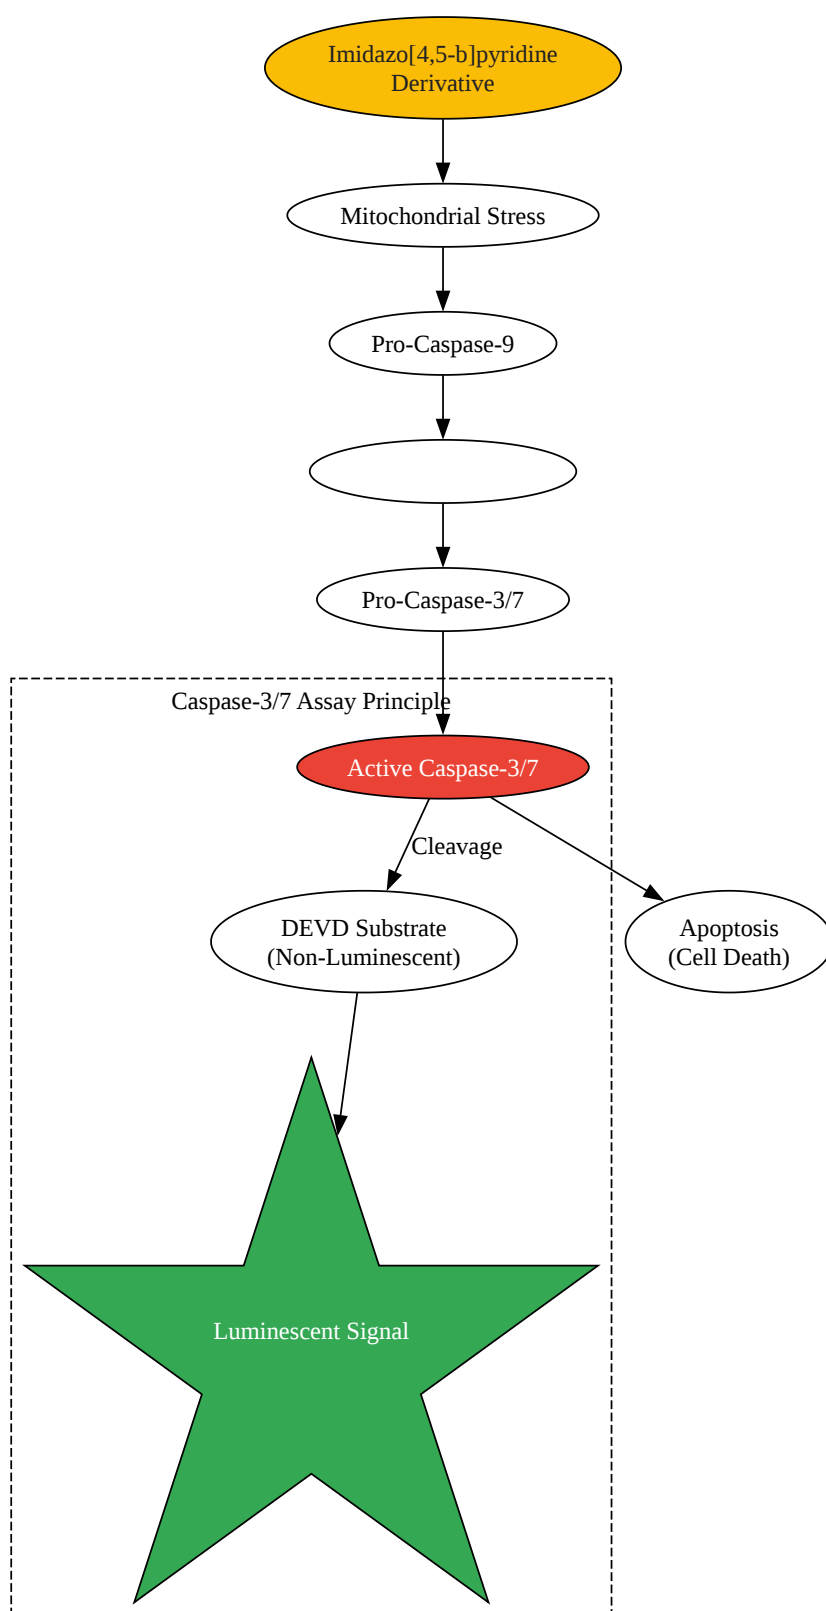 Imidazo[4,5-b]pyridine
Derivative
Mitochondrial Stress
Pro-Caspase-9
Pro-Caspase-3/7
Caspase-3/7 Assay Principle
Active Caspase-3/7
Cleavage
DEVD Substrate
(Non-Luminescent)
Apoptosis
(Cell Death)
Luminescent Signal